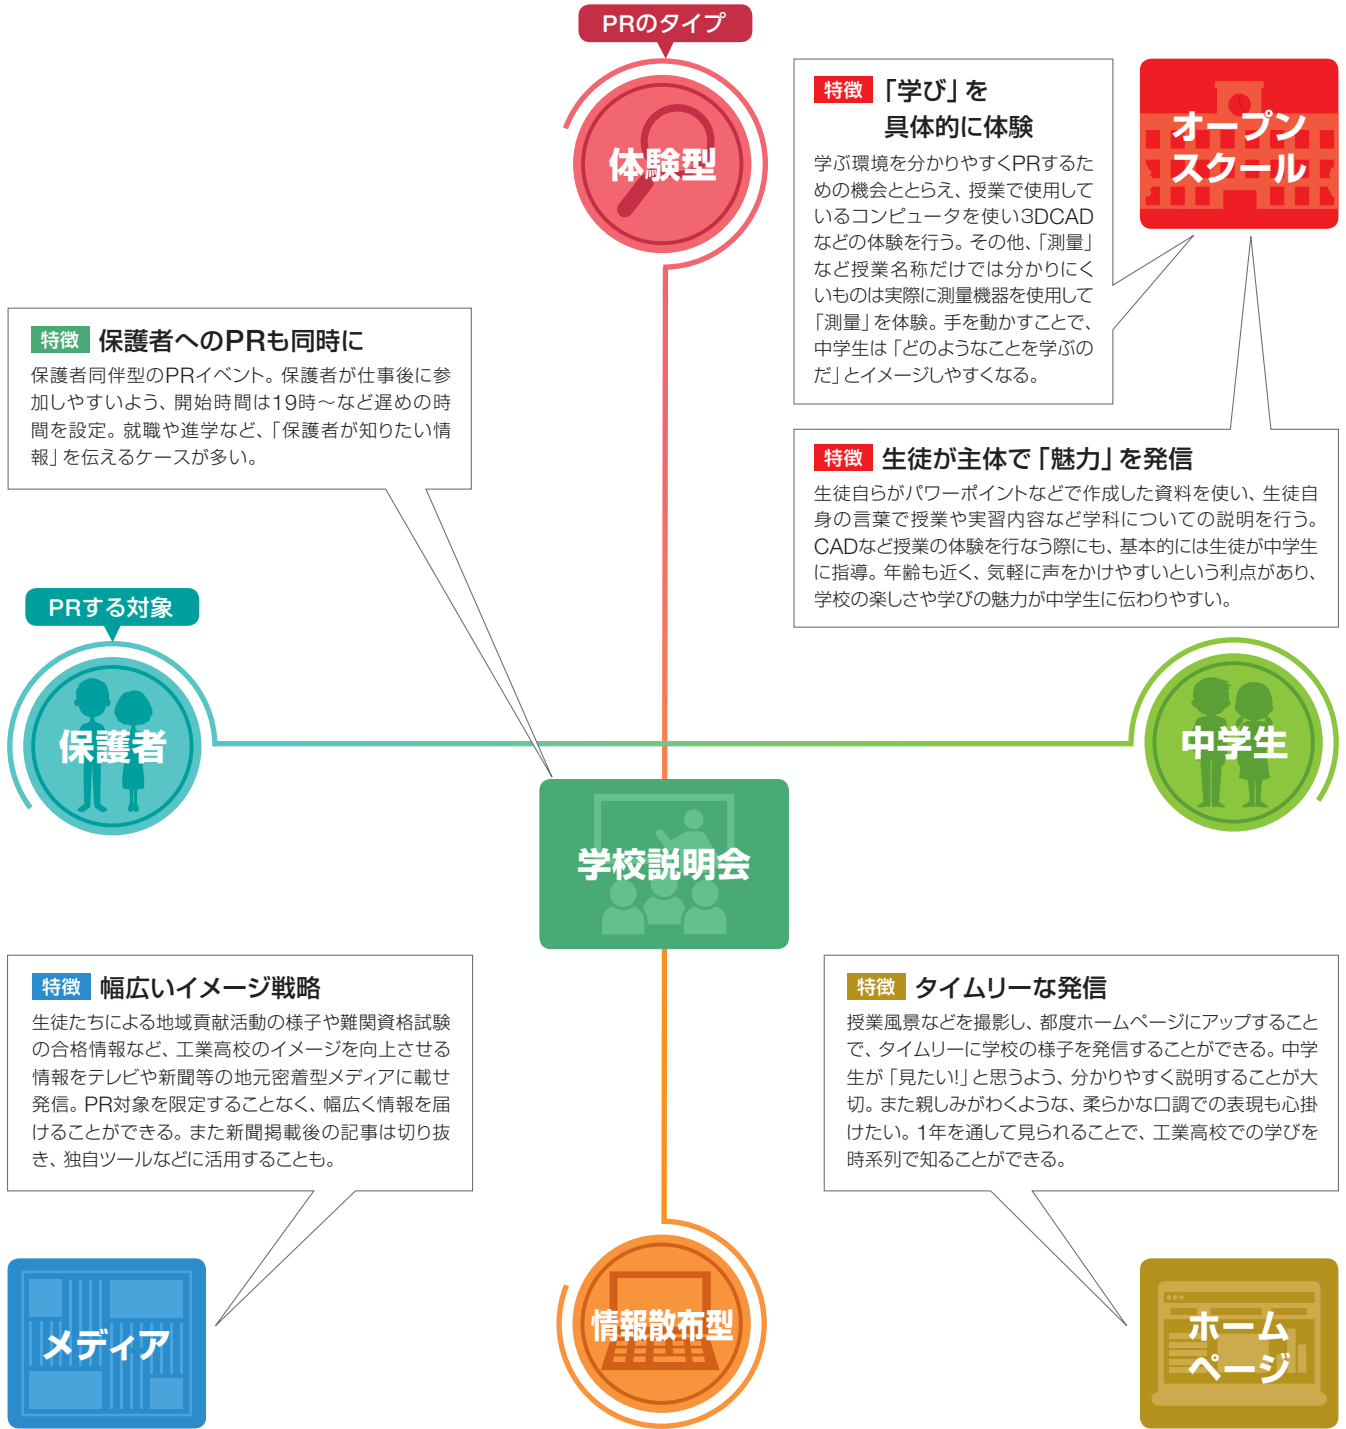 PRのタイプ
体験型
特徴 「学び」を
具体的に体験
学ぶ環境を分かりやすくPRするた
めの機会ととらえ、授業で使用して
いるコンピュータを使い3DCAD
などの体験を行う。その他、「測量」
など授業名称だけでは分かりにく
いものは実際に測量機器を使用して
「測量」を体験。手を動かすことで、
中学生は「どのようなことを学ぶの
だ」とイメージしやすくなる。
オープン
スクール
特徴 保護者へのPRも同時に
保護者同伴型のPRイベント。保護者が仕事後に参
加しやすいよう、開始時間は19時～など遅めの時
間を設定。就職や進学など、「保護者が知りたい情
報」を伝えるケースが多い。
特徴 生徒が主体で「魅力」を発信
生徒自らがパワーポイントなどで作成した資料を使い、生徒自
身の言葉で授業や実習内容など学科についての説明を行う。
CADなど授業の体験を行なう際にも、基本的には生徒が中学生
に指導。年齢も近く、気軽に声をかけやすいという利点があり、
学校の楽しさや学びの魅力が中学生に伝わりやすい。
PRする対象
保護者
中学生
学校説明会
特徴 幅広いイメージ戦略
生徒たちによる地域貢献活動の様子や難関資格試験
の合格情報など、工業高校のイメージを向上させる
情報をテレビや新聞等の地元密着型メディアに載せ
発信。PR対象を限定することなく、幅広く情報を届
けることができる。また新聞掲載後の記事は切り抜
き、独自ツールなどに活用することも。
特徴 タイムリーな発信
授業風景などを撮影し、都度ホームページにアップすること
で、タイムリーに学校の様子を発信することができる。中学
生が「見たい!」と思うよう、分かりやすく説明することが大
切。また親しみがわくような、柔らかな口調での表現も心掛
けたい。1年を通して見られることで、工業高校での学びを
時系列で知ることができる。
メディア
情報散布型
ホーム
ページ